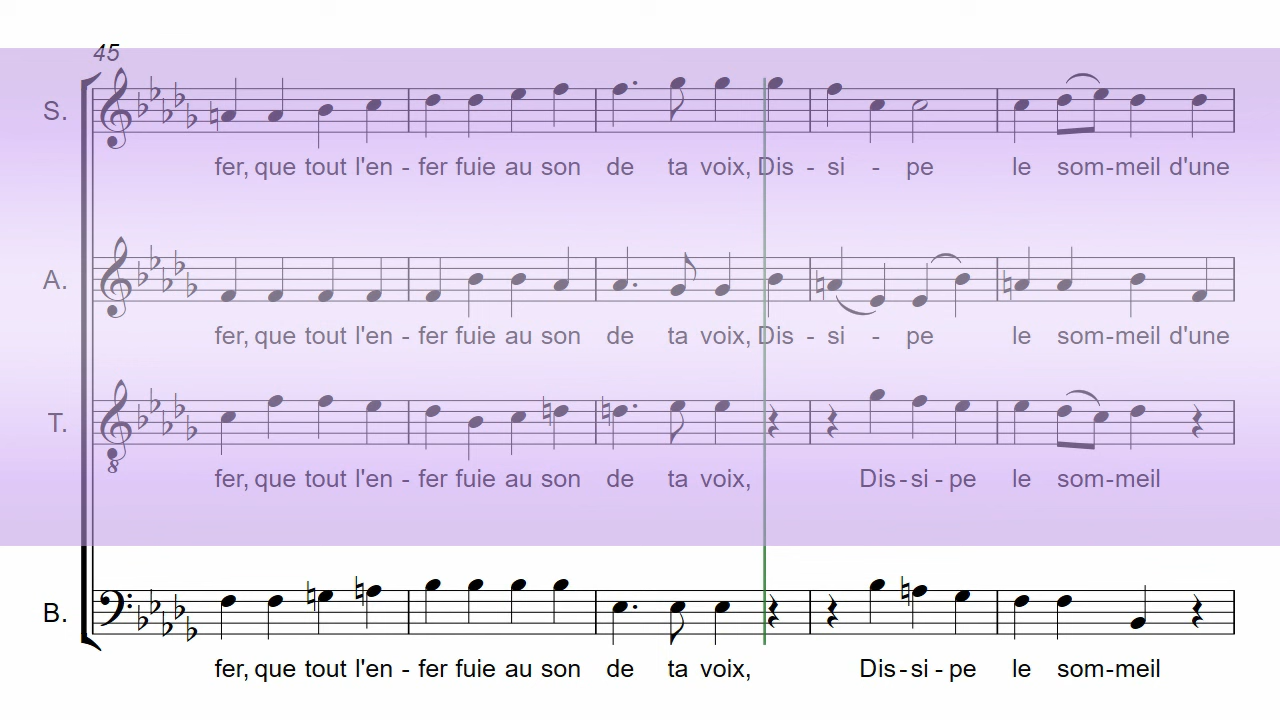 45
S.
fer, que tout l'en - fer fuie au son de ta voix, Dis - si - pe le som-meil d'une
A.
fer, que tout l'en - fer fuie au son de ta voix, Dis - si - pe le som-meil d'une
T.
8
fer, que tout l'en - fer fuie au son de ta voix, Dis-si-pe le som-meil
B.
fer, que tout l'en - fer fuie au son de ta voix, Dis-si-pe le som-meil